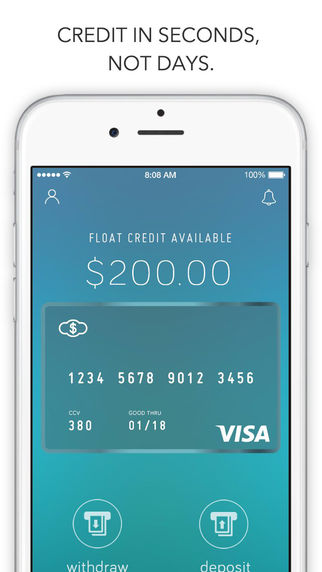 CREDIT IN SECONDS,
NOT DAYS.
8:08 AM
100%
FLOAT CREDIT AVAILABLE
$200.00
$
1234 5678 9012 3456
CCV
GOOD THRU
380
01/18
VISA
withdraw
deposit